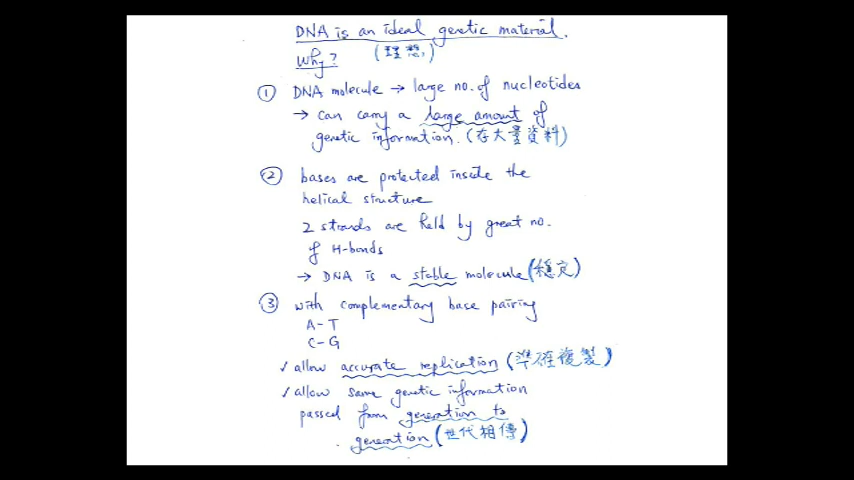 DNA is an ideal genetic material.
Why? (理想)
① DNA molecule → large no. of nucleotides
→ can carry a large amount of
genetic information. (存大量資料)
② bases are protected inside the
helical structure
2 strands are held by great no.
of H-bonds
→ DNA is a stable molecule (穩定)
③ with complementary base pairing
A-T
C-G
✓ allow accurate replication (準確複製)
✓ allow same genetic information
passed from generation to
generation (世代相傳)